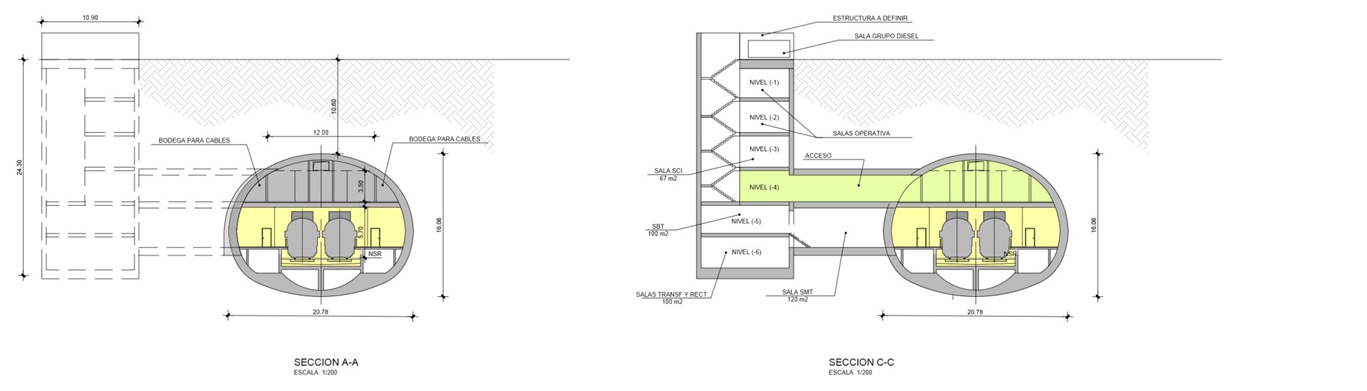 10.90
24.30
10.60
12.00
BODEGA PARA CABLES
BODEGA PARA CABLES
3.50
5.70
16.06
NSR
20.78
SECCION A-A
ESCALA 1/200
ESTRUCTURA A DEFINIR
SALA GRUPO DIESEL
NIVEL (-1)
NIVEL (-2)
SALAS OPERATIVA
NIVEL (-3)
ACCESO
SALA SCI
67 m2
NIVEL (-4)
NIVEL (-5)
SBT
100 m2
16.06
NIVEL (-6)
NSR
SALAS TRANSF Y RECT
100 m2
SALA SMT
120 m2
20.78
SECCION C-C
ESCALA 1/200